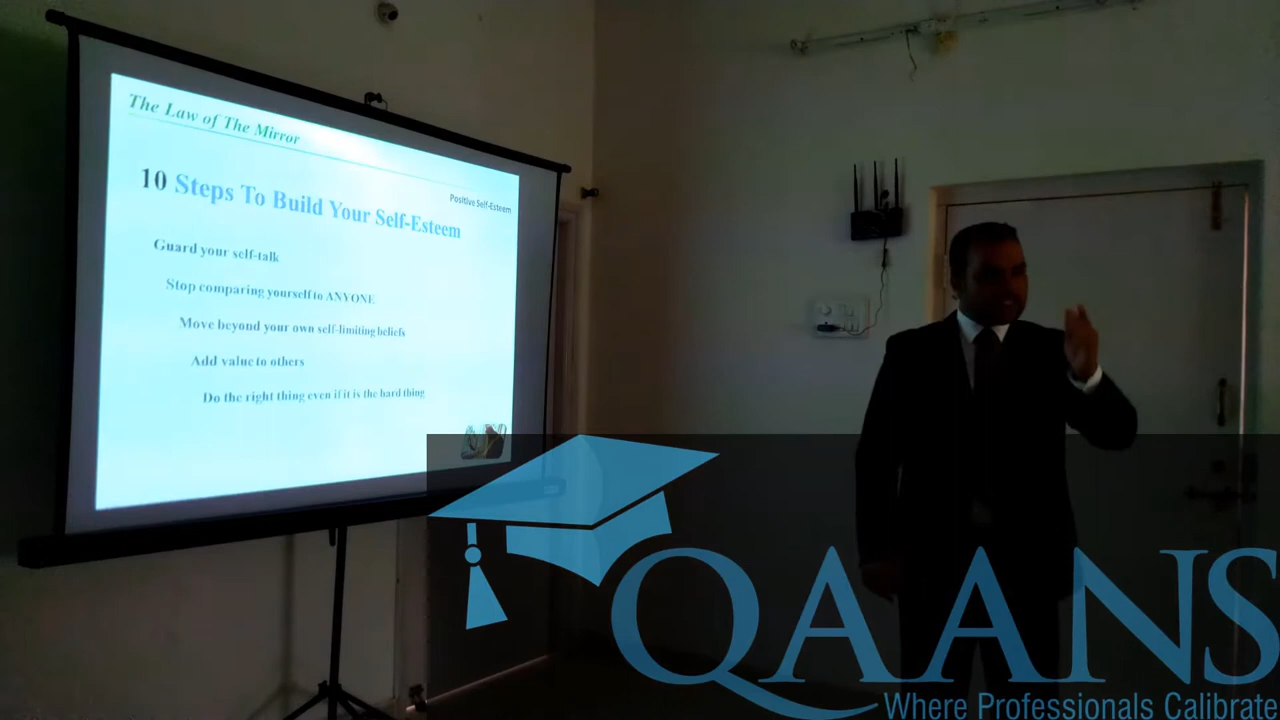 The Law of The Mirror
Positive Self-Esteem
10 Steps To Build Your Self-Esteem
Guard your self-talk
Stop comparing yourself to ANYONE
Move beyond your own self-limiting beliefs
Add value to others
Do the right thing even if it is the hard thing
QAANS
Where Professionals Calibrate